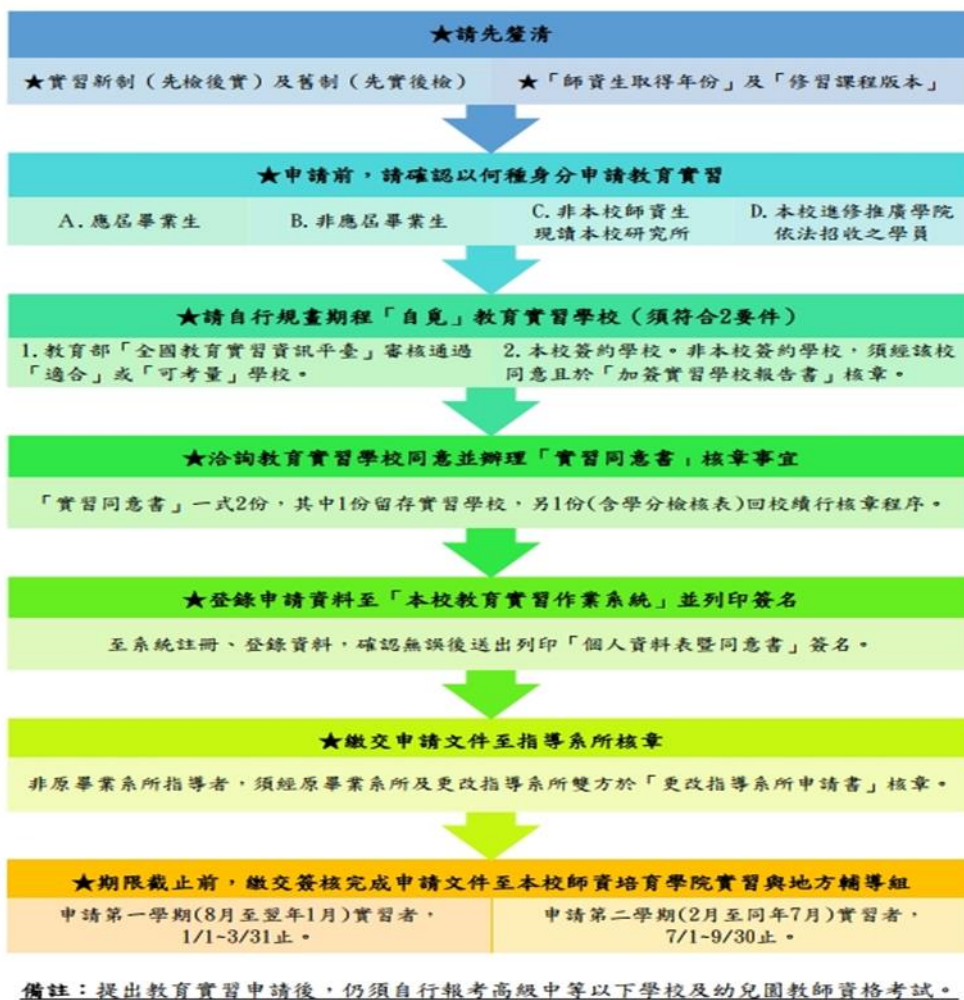 ★請先釐清
★實習新制（先檢後實）及舊制（先實後檢）
★「師資生取得年份」及「修習課程版本」
★申請前，請確認以何種身分申請教育實習
A.應屆畢業生
B.非應屆畢業生
C.非本校師資生
現讀本校研究所
D.本校進修推廣學院
依法招收之學員
★請自行規畫期程「自覓」教育實習學校（須符合2要件）
1.教育部「全國教育實習資訊平臺」審核通過
「適合」或「可考量」學校。
2.本校簽約學校。非本校簽約學校，須經該校
同意且於「加簽實習學校報告書」核章。
★洽詢教育實習學校同意並辦理「實習同意書」核章事宜
「實習同意書」一式2份，其中1份留存實習學校，另1份(含學分檢核表)回校續行核章程序。
★登錄申請資料至「本校教育實習作業系統」並列印簽名
至系統註冊、登錄資料，確認無誤後送出列印「個人資料表暨同意書」簽名。
★繳交申請文件至指導系所核章
非原畢業系所指導者，須經原畢業系所及更改指導系所雙方於「更改指導系所申請書」核章。
★期限截止前，繳交簽核完成申請文件至本校師資培育學院實習與地方輔導組
申請第一學期(8月至翌年1月)實習者，
1/1~3/31止。
申請第二學期(2月至同年7月)實習者，
7/1~9/30止。
備註：提出教育實習申請後，仍須自行報考高級中等以下學校及幼兒園教師資格考試。